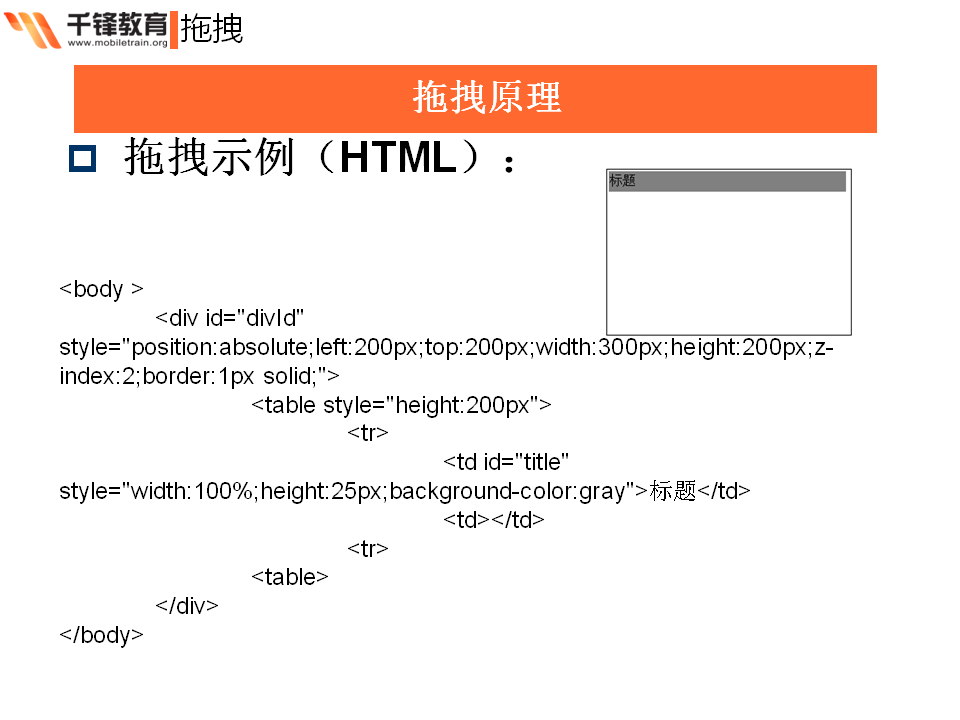 千锋教育 拖拽
www.mobiletrain.org
拖拽原理
拖拽示例（HTML）：
标题
<body >
<div id="divId"
style="position:absolute;left:200px;top:200px;width:300px;height:200px;z-
index:2;border:1px solid;">
<table style="height:200px">
<tr>
<td id="title"
style="width:100%;height:25px;background-color:gray">标题</td>
<td></td>
<tr>
<table>
</div>
</body>